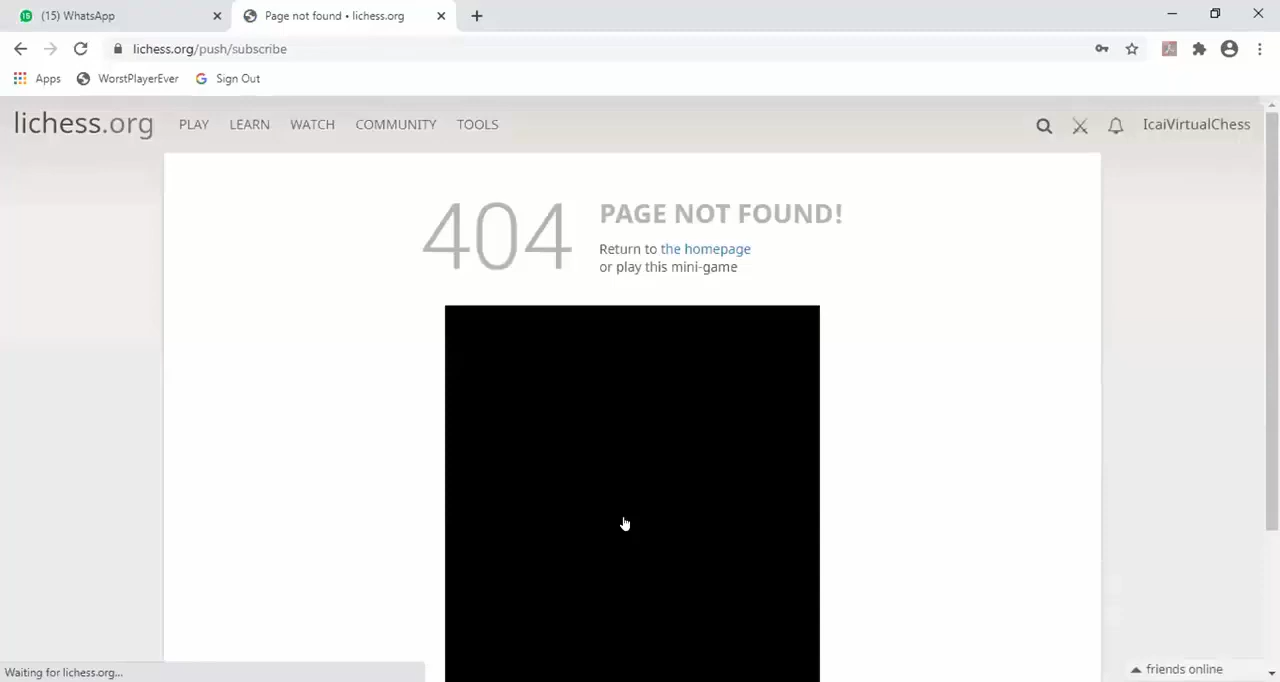 (15) WhatsApp
Page not found • lichess.org
lichess.org/push/subscribe
Apps WorstPlayerEver Sign Out
lichess.org PLAY LEARN WATCH COMMUNITY TOOLS IcaiVirtualChess
404
PAGE NOT FOUND!
Return to the homepage
or play this mini-game
Waiting for lichess.org...
friends online